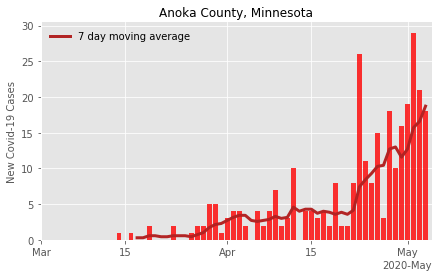 Anoka County, Minnesota
7 day moving average
New Covid-19 Cases
30
25
20
15
10
5
0
Mar 15 Apr 15 May
2020-May